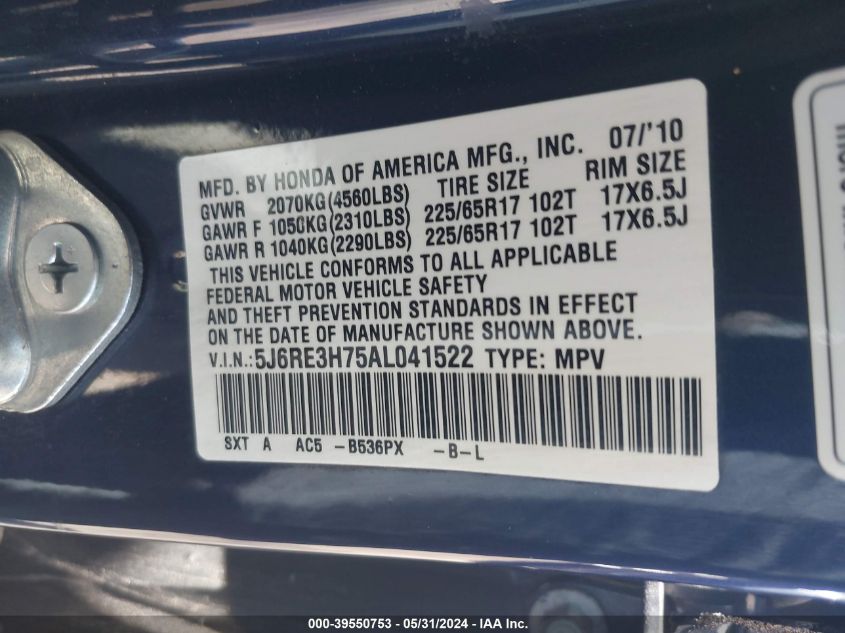 MFD. BY HONDA OF AMERICA MFG., INC. 07/'10
GVWR 2070KG(4560LBS) TIRE SIZE RIM SIZE
GAWR F 1050KG(2310LBS) 225/65R17 102T 17X6.5J
GAWR R 1040KG(2290LBS) 225/65R17 102T 17X6.5J
THIS VEHICLE CONFORMS TO ALL APPLICABLE
FEDERAL MOTOR VEHICLE SAFETY
AND THEFT PREVENTION STANDARDS IN EFFECT
ON THE DATE OF MANUFACTURE SHOWN ABOVE.
V.I.N.:5J6RE3H75AL041522 TYPE: MPV
SXT A AC5 -B536PX -B-L
000-39550753 - 05/31/2024 - IAA Inc.